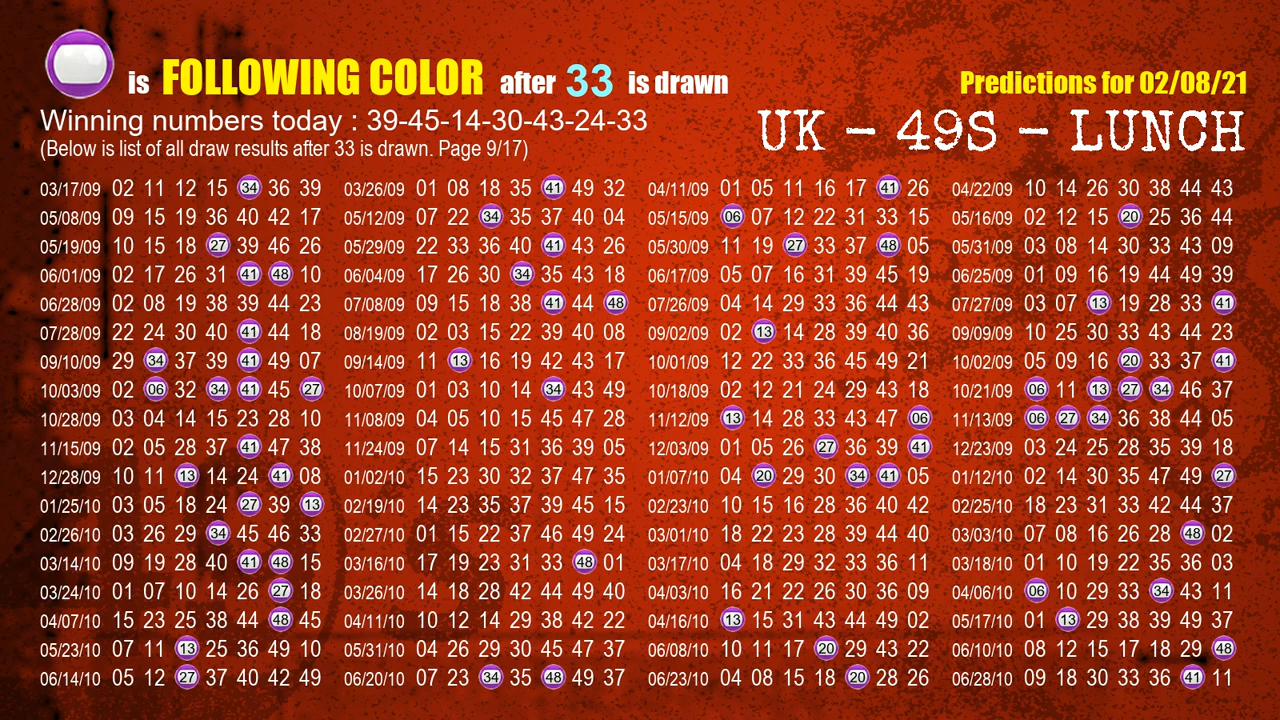 is FOLLOWING COLOR after 33 is drawn
Predictions for 02/08/21
Winning numbers today : 39-45-14-30-43-24-33
UK - 49S - LUNCH
(Below is list of all draw results after 33 is drawn. Page 9/17)
03/17/09 02 11 12 15 34 36 39 03/26/09 01 08 18 35 41 49 32 04/11/09 01 05 11 16 17 41 26 04/22/09 10 14 26 30 38 44 43
05/08/09 09 15 19 36 40 42 17 05/12/09 07 22 34 35 37 40 04 05/15/09 06 07 12 22 31 33 15 05/16/09 02 12 15 20 25 36 44
05/19/09 10 15 18 27 39 46 26 05/29/09 22 33 36 40 41 43 26 05/30/09 11 19 27 33 37 48 05 05/31/09 03 08 14 30 33 43 09
06/01/09 02 17 26 31 41 48 10 06/04/09 17 26 30 34 35 43 18 06/17/09 05 07 16 31 39 45 19 06/25/09 01 09 16 19 44 49 39
06/28/09 02 08 19 38 39 44 23 07/08/09 09 15 18 38 41 44 48 07/26/09 04 14 29 33 36 44 43 07/27/09 03 07 13 19 28 33 41
07/28/09 22 24 30 40 41 44 18 08/19/09 02 03 15 22 39 40 08 09/02/09 02 13 14 28 39 40 36 09/09/09 10 25 30 33 43 44 23
09/10/09 29 34 37 39 41 49 07 09/14/09 11 13 16 19 42 43 17 10/01/09 12 22 33 36 45 49 21 10/02/09 05 09 16 20 33 37 41
10/03/09 02 06 32 34 41 45 27 10/07/09 01 03 10 14 34 43 49 10/18/09 02 12 21 24 29 43 18 10/21/09 06 11 13 27 34 46 37
10/28/09 03 04 14 15 23 28 10 11/08/09 04 05 10 15 45 47 28 11/12/09 13 14 28 33 43 47 06 11/13/09 06 27 34 36 38 44 05
11/15/09 02 05 28 37 41 47 38 11/24/09 07 14 15 31 36 39 05 12/03/09 01 05 26 27 36 39 41 12/23/09 03 24 25 28 35 39 18
12/28/09 10 11 13 14 24 41 08 01/02/10 15 23 30 32 37 47 35 01/07/10 04 20 30 34 41 41 05 01/12/10 02 14 30 35 47 49 27
01/25/10 03 05 18 24 27 39 13 02/19/10 14 23 35 37 39 45 15 02/23/10 10 15 16 28 36 40 42 02/25/10 18 23 31 33 42 44 37
02/26/10 03 26 29 34 45 46 33 02/27/10 01 15 22 37 46 49 24 03/01/10 18 22 23 28 39 44 40 03/03/10 07 08 16 26 28 48 02
03/14/10 09 19 28 40 41 48 15 03/16/10 17 19 23 31 33 48 01 03/17/10 04 18 29 32 33 36 11 03/18/10 01 10 19 22 35 36 03
03/24/10 01 07 10 14 26 27 18 03/26/10 14 18 28 42 44 49 40 04/03/10 16 21 22 26 30 36 09 04/06/10 06 10 29 33 34 43 11
04/07/10 15 23 25 38 44 48 45 04/11/10 10 12 14 29 38 42 22 04/16/10 13 15 31 43 44 49 02 05/17/10 01 13 29 38 39 49 37
05/23/10 07 11 13 25 36 49 10 05/31/10 04 26 29 30 45 47 37 06/08/10 10 11 17 20 29 43 22 06/10/10 08 12 15 17 18 29 48
06/14/10 05 12 27 37 40 42 49 06/20/10 07 23 34 35 48 49 37 06/23/10 04 08 15 18 20 28 26 06/28/10 09 18 30 33 36 41 11